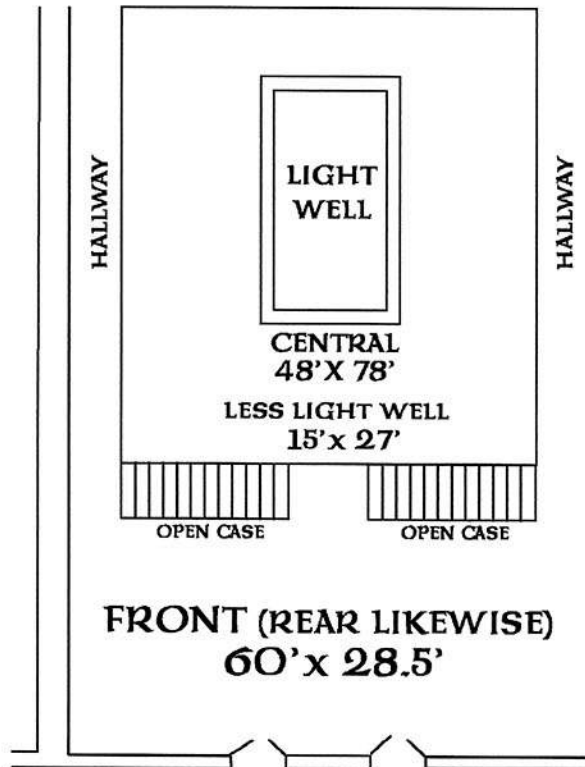 HALLWAY
HALLWAY
LIGHT
WELL
CENTRAL
48'X 78'
LESS LIGHT WELL
15'x 27'
OPEN CASE
OPEN CASE
FRONT (REAR LIKEWISE)
60'x 28.5'